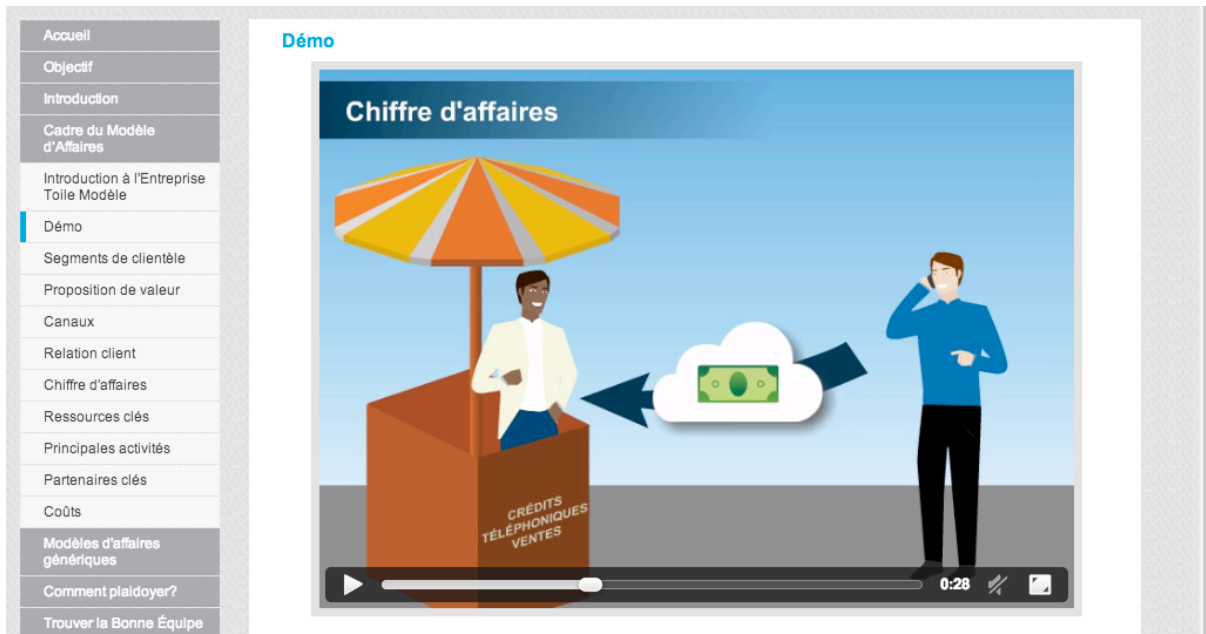 Accueil
Objectif
Introduction
Cadre du Modèle
d'Affaires
Introduction à l'Entreprise
Toile Modèle
Démo
Segments de clientèle
Proposition de valeur
Canaux
Relation client
Chiffre d'affaires
Ressources clés
Principales activités
Partenaires clés
Coûts
Modèles d'affaires
génériques
Comment plaidoyer?
Trouver la Bonne Équipe
Démo
Chiffre d'affaires
CRÉDITS
TÉLÉPHONIQUES
VENTES
0:28